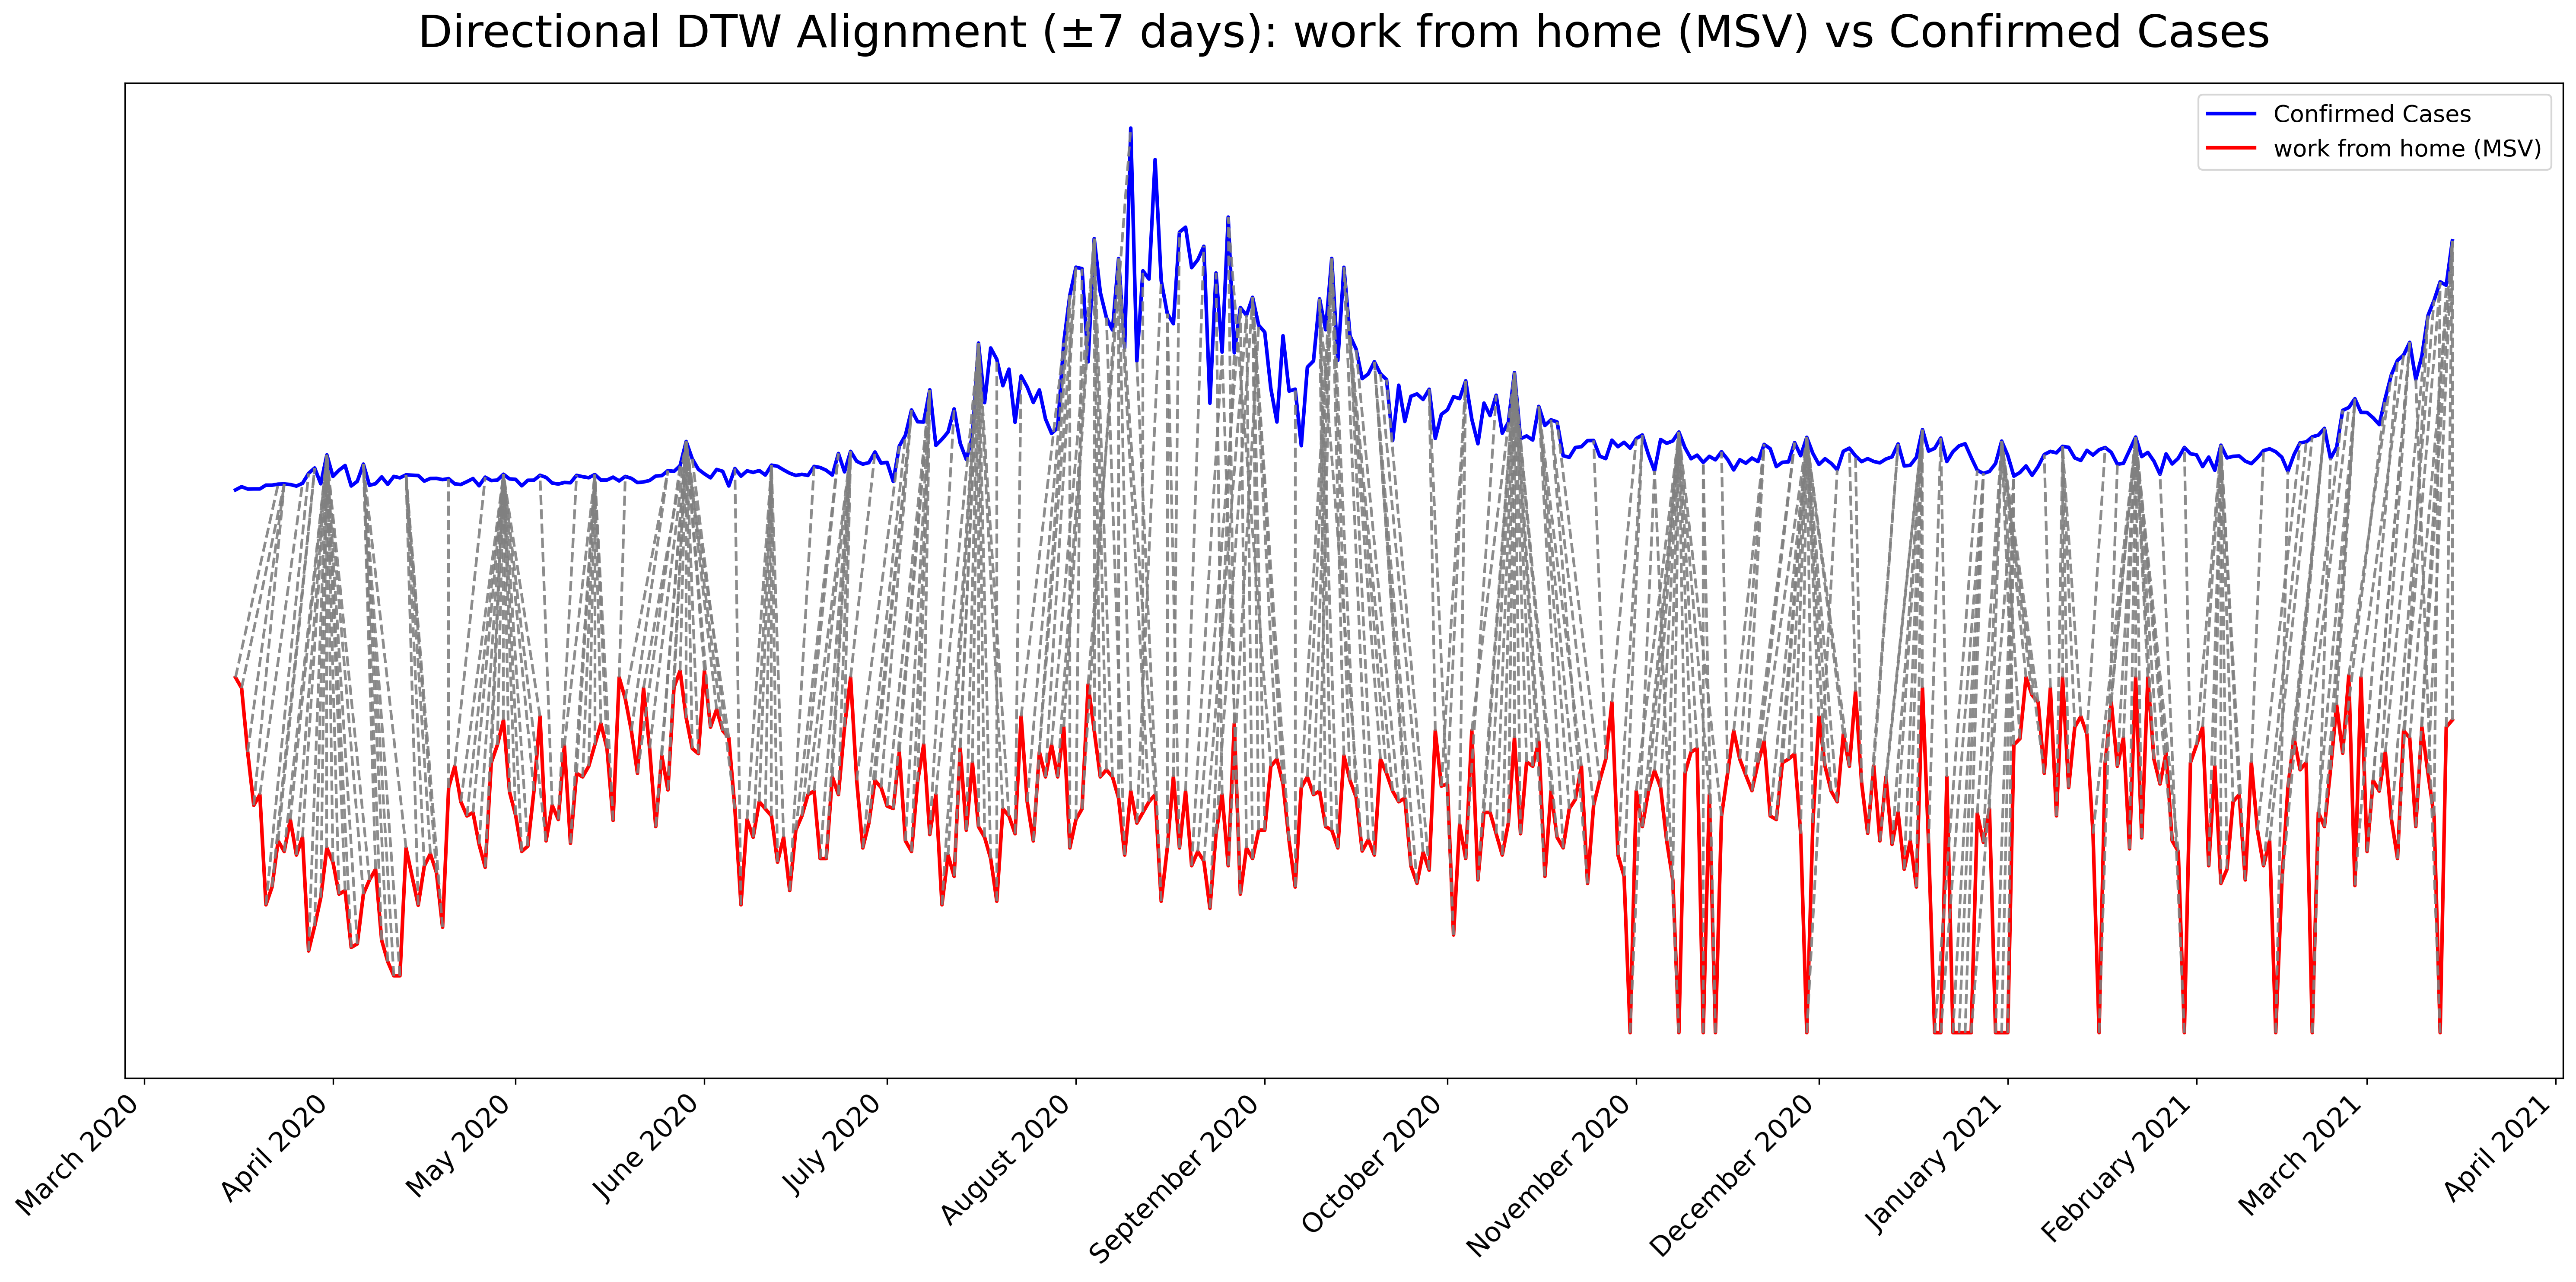 Directional DTW Alignment (±7 days): work from home (MSV) vs Confirmed Cases
Confirmed Cases
work from home (MSV)
March 2020
April 2020
May 2020
June 2020
July 2020
August 2020
September 2020
October 2020
November 2020
December 2020
January 2021
February 2021
March 2021
April 2021